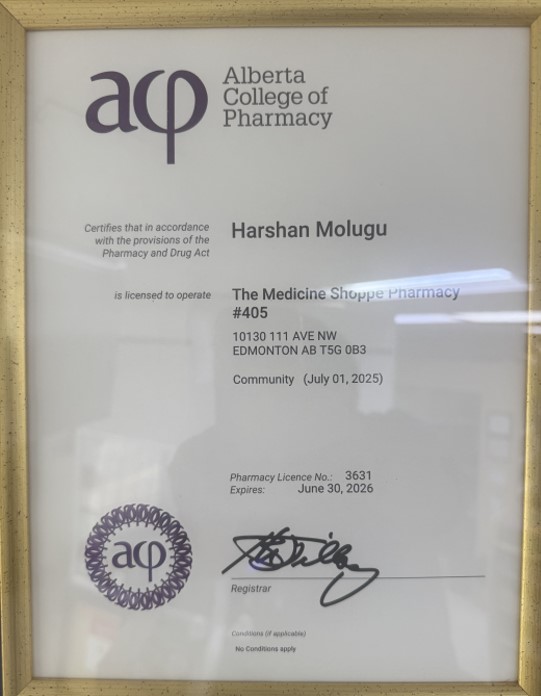 acp
Alberta
College of
Pharmacy
Certifies that in accordance
with the provisions of the
Pharmacy and Drug Act
Harshan Molugu
is licensed to operate
The Medicine Shoppe Pharmacy
#405
10130 111 AVE NW
EDMONTON AB T5G 0B3
Community (July 01, 2025)
Pharmacy Licence No.: 3631
Expires: June 30, 2026
acp
Registrar
Conditions (if applicable)
No Conditions apply